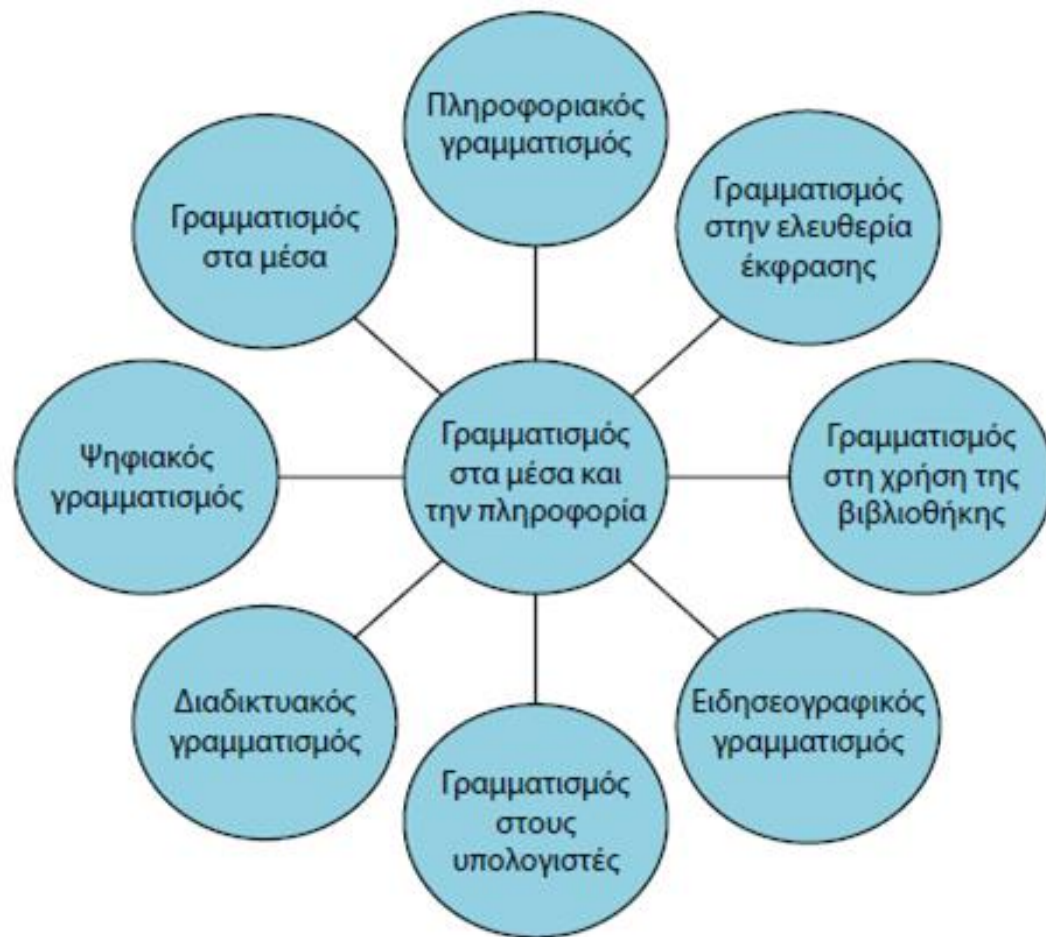 Πληροφοριακός
γραμματισμός
Γραμματισμός
στην ελευθερία
έκφρασης
Γραμματισμός
στη χρήση της
βιβλιοθήκης
Ειδησεογραφικός
γραμματισμός
Γραμματισμός
στους
υπολογιστές
Διαδικτυακός
γραμματισμός
Ψηφιακός
γραμματισμός
Γραμματισμός
στα μέσα
Γραμματισμός
στα μέσα και
την πληροφορία